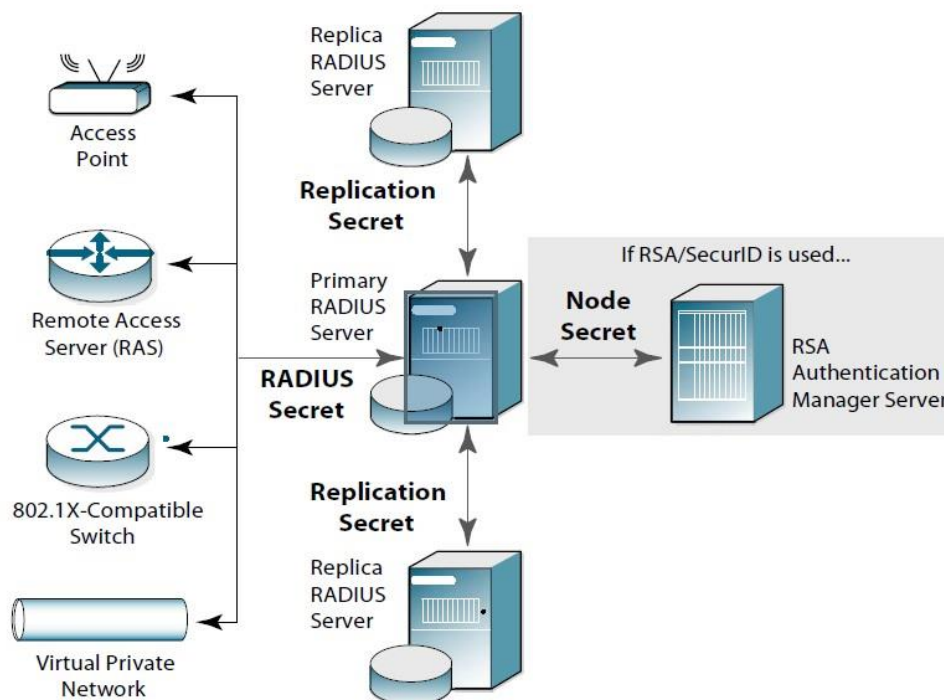 Replica
RADIUS
Server
Access
Point
Replication
Secret
If RSA/SecurID is used...
Primary
RADIUS
Server
Node
Secret
Remote Access
Server (RAS)
RADIUS
Secret
RSA
Authentication
Manager Server
Replication
Secret
802.1X-Compatible
Switch
Replica
RADIUS
Server
Virtual Private
Network